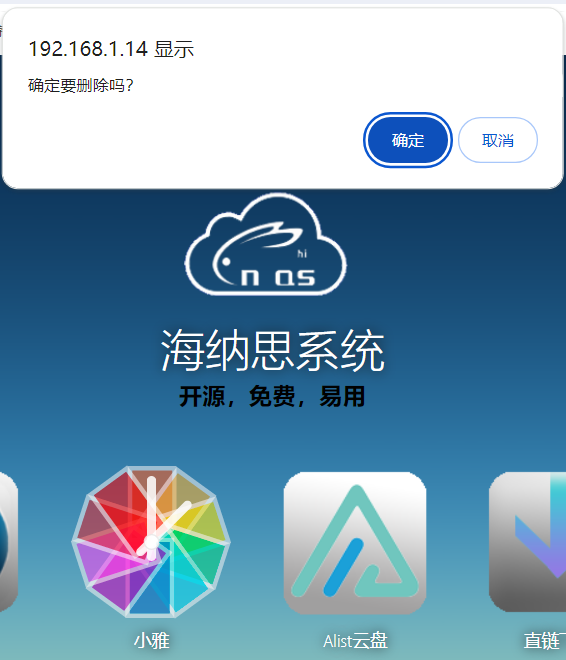 192.168.1.14 显示
确定要删除吗？
确定
取消
hi
nas
海纳思系统
开源，免费，易用
小雅
Alist云盘
直链